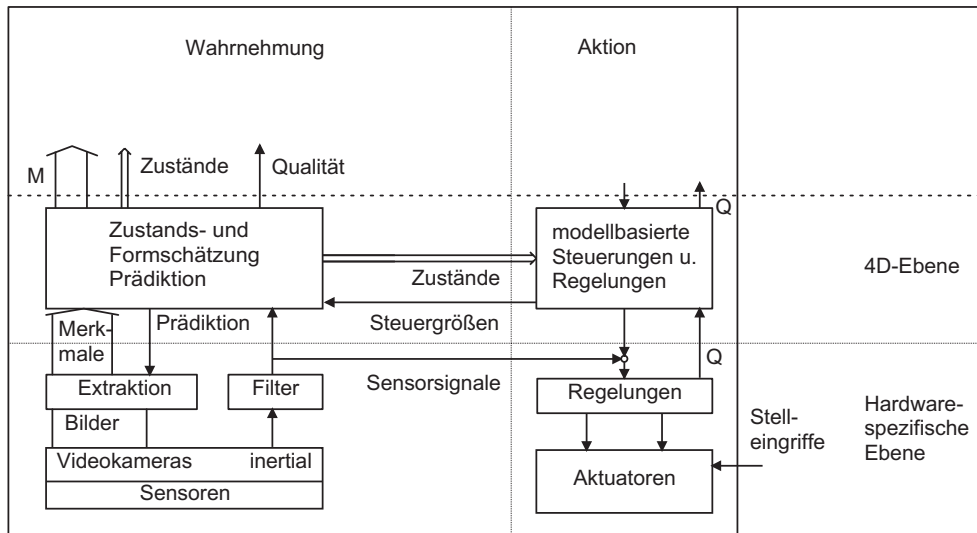 Wahrnehmung
Aktion
M
Zustände
Qualität
Q
Zustands- und
Formschätzung
Prädiktion
modellbasierte
Steuerungen u.
Regelungen
4D-Ebene
Zustände
Steuergrößen
Merk-
male
Prädiktion
Q
Sensorsignale
Extraktion
Filter
Regelungen
Bilder
Stell-
eingriffe
Hardware-
spezifische
Ebene
Videokameras inertial
Sensoren
Aktuatoren